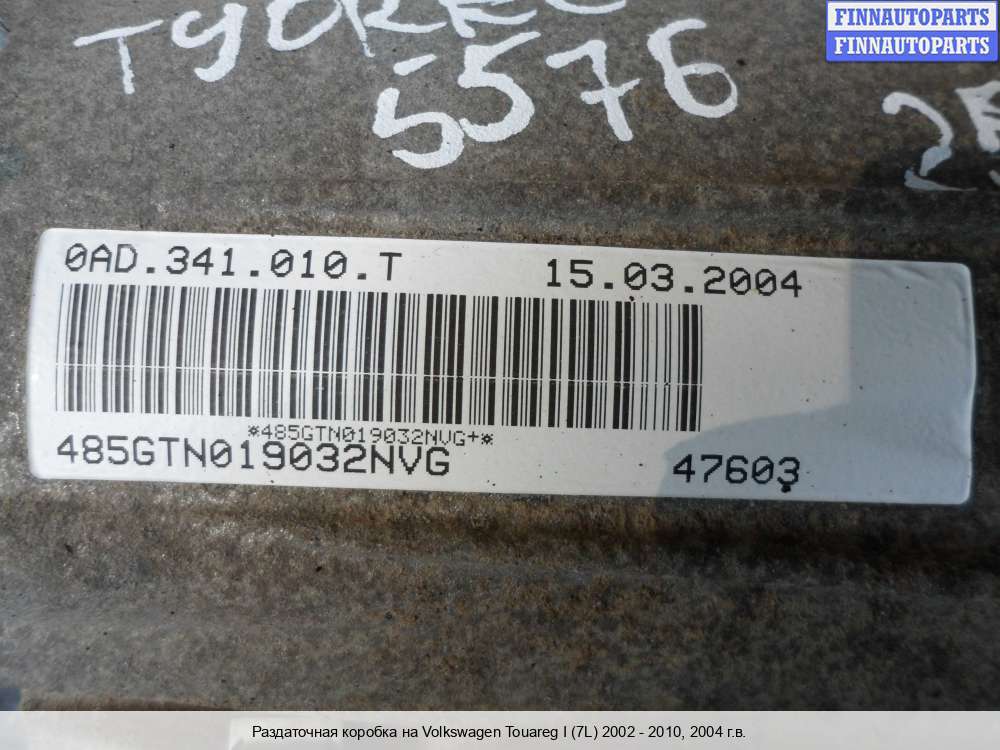 FINNAUTOPARTS
FINNAUTOPARTS
5576
0AD.341.010.T 15.03.2004
*485GTN019032NVG+*
485GTN019032NVG 47603
Раздаточная коробка на Volkswagen Touareg I (7L) 2002 - 2010, 2004 г.в.